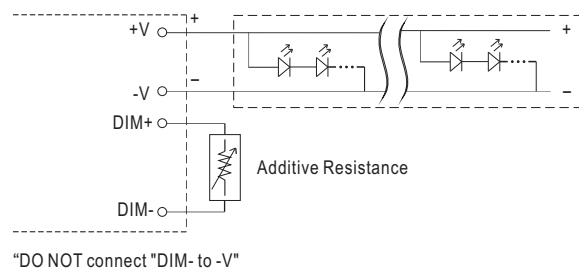 +V
+
+
-V
−
−
DIM+
Additive Resistance
DIM-
“DO NOT connect "DIM- to -V"